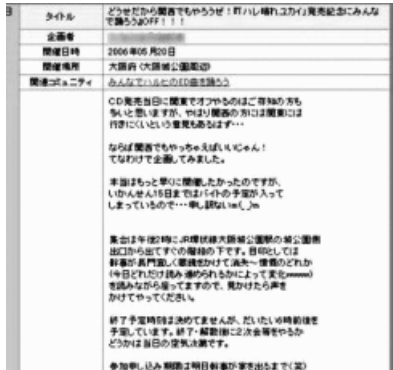 タイトル
どうせだから関西でもやろうぜ！『ハレ晴れユカイ』発売記念にみんな
で踊ろうよOFF！！！
企画者
開催日時
2006年05月20日
開催場所
大阪府（大阪城公園周辺）
関連コミュニティ
みんなでハルヒのED曲を踊ろう
CD発売当日に関東でオフやるのはご存知の方も
多いと思いますが、やはり関西の方には関東には
行きにくいという意見もあるはず・・・
ならば関西でもやっちゃえばいいじゃん！
てなわけで企画してみました。
本当はもっと早くに開催したかったのですが、
いかんせん15日まではバイトの予定が入って
しまっているので・・・申し訳ないm(_)m
集合は午後2時にJR環状線大阪城公園駅の城公園側
出口から出てすぐの階段の下です。目印としては
幹事が長門宜しく眼鏡をかけて消失～憤慨のどれか
（今日どれだけ読み進められるかによって変化wwwww）
を読みながら座ってますので、見かけたら声を
かけてやってください。
終了予定時刻は決めてませんが、だいたい6時前後を
予定しています。終了・解散後に2次会等をやるか
どうかは当日の空気次第です。
参加申し込み期限は明日幹事が家を出るまで（笑）